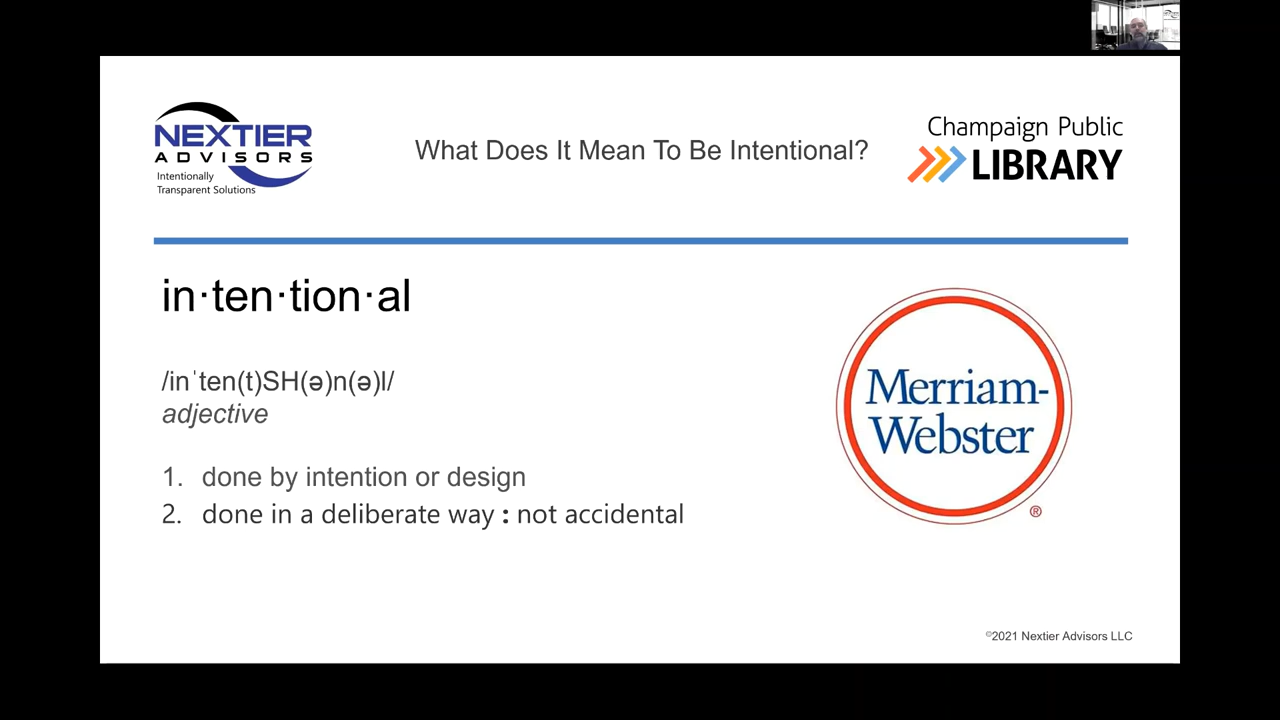 NEXTIER
ADVISORS
Intentionally
Transparent Solutions
What Does It Mean To Be Intentional?
Champaign Public
LIBRARY
in·ten·tion·al
/inˈten(t)SH(ə)n(ə)l/
adjective
1. done by intention or design
2. done in a deliberate way : not accidental
Merriam-
Webster
®
©2021 Nextier Advisors LLC